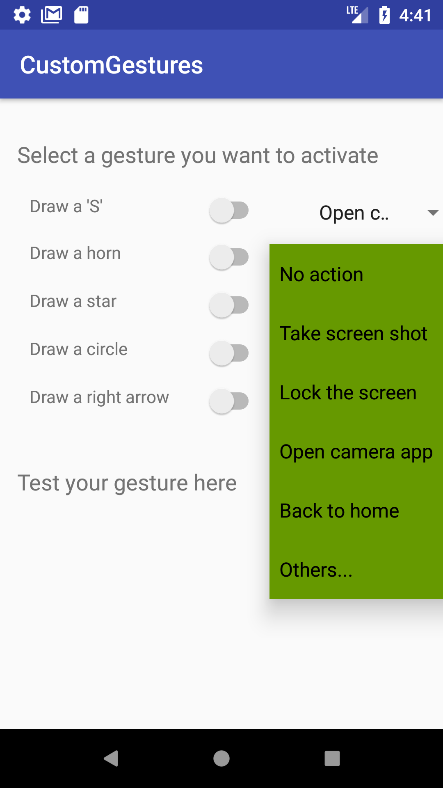 LTE 4:41
CustomGestures
Select a gesture you want to activate
Draw a 'S'
Open c..
Draw a horn
No action
Draw a star
Take screen shot
Draw a circle
Lock the screen
Draw a right arrow
Open camera app
Test your gesture here
Back to home
Others...